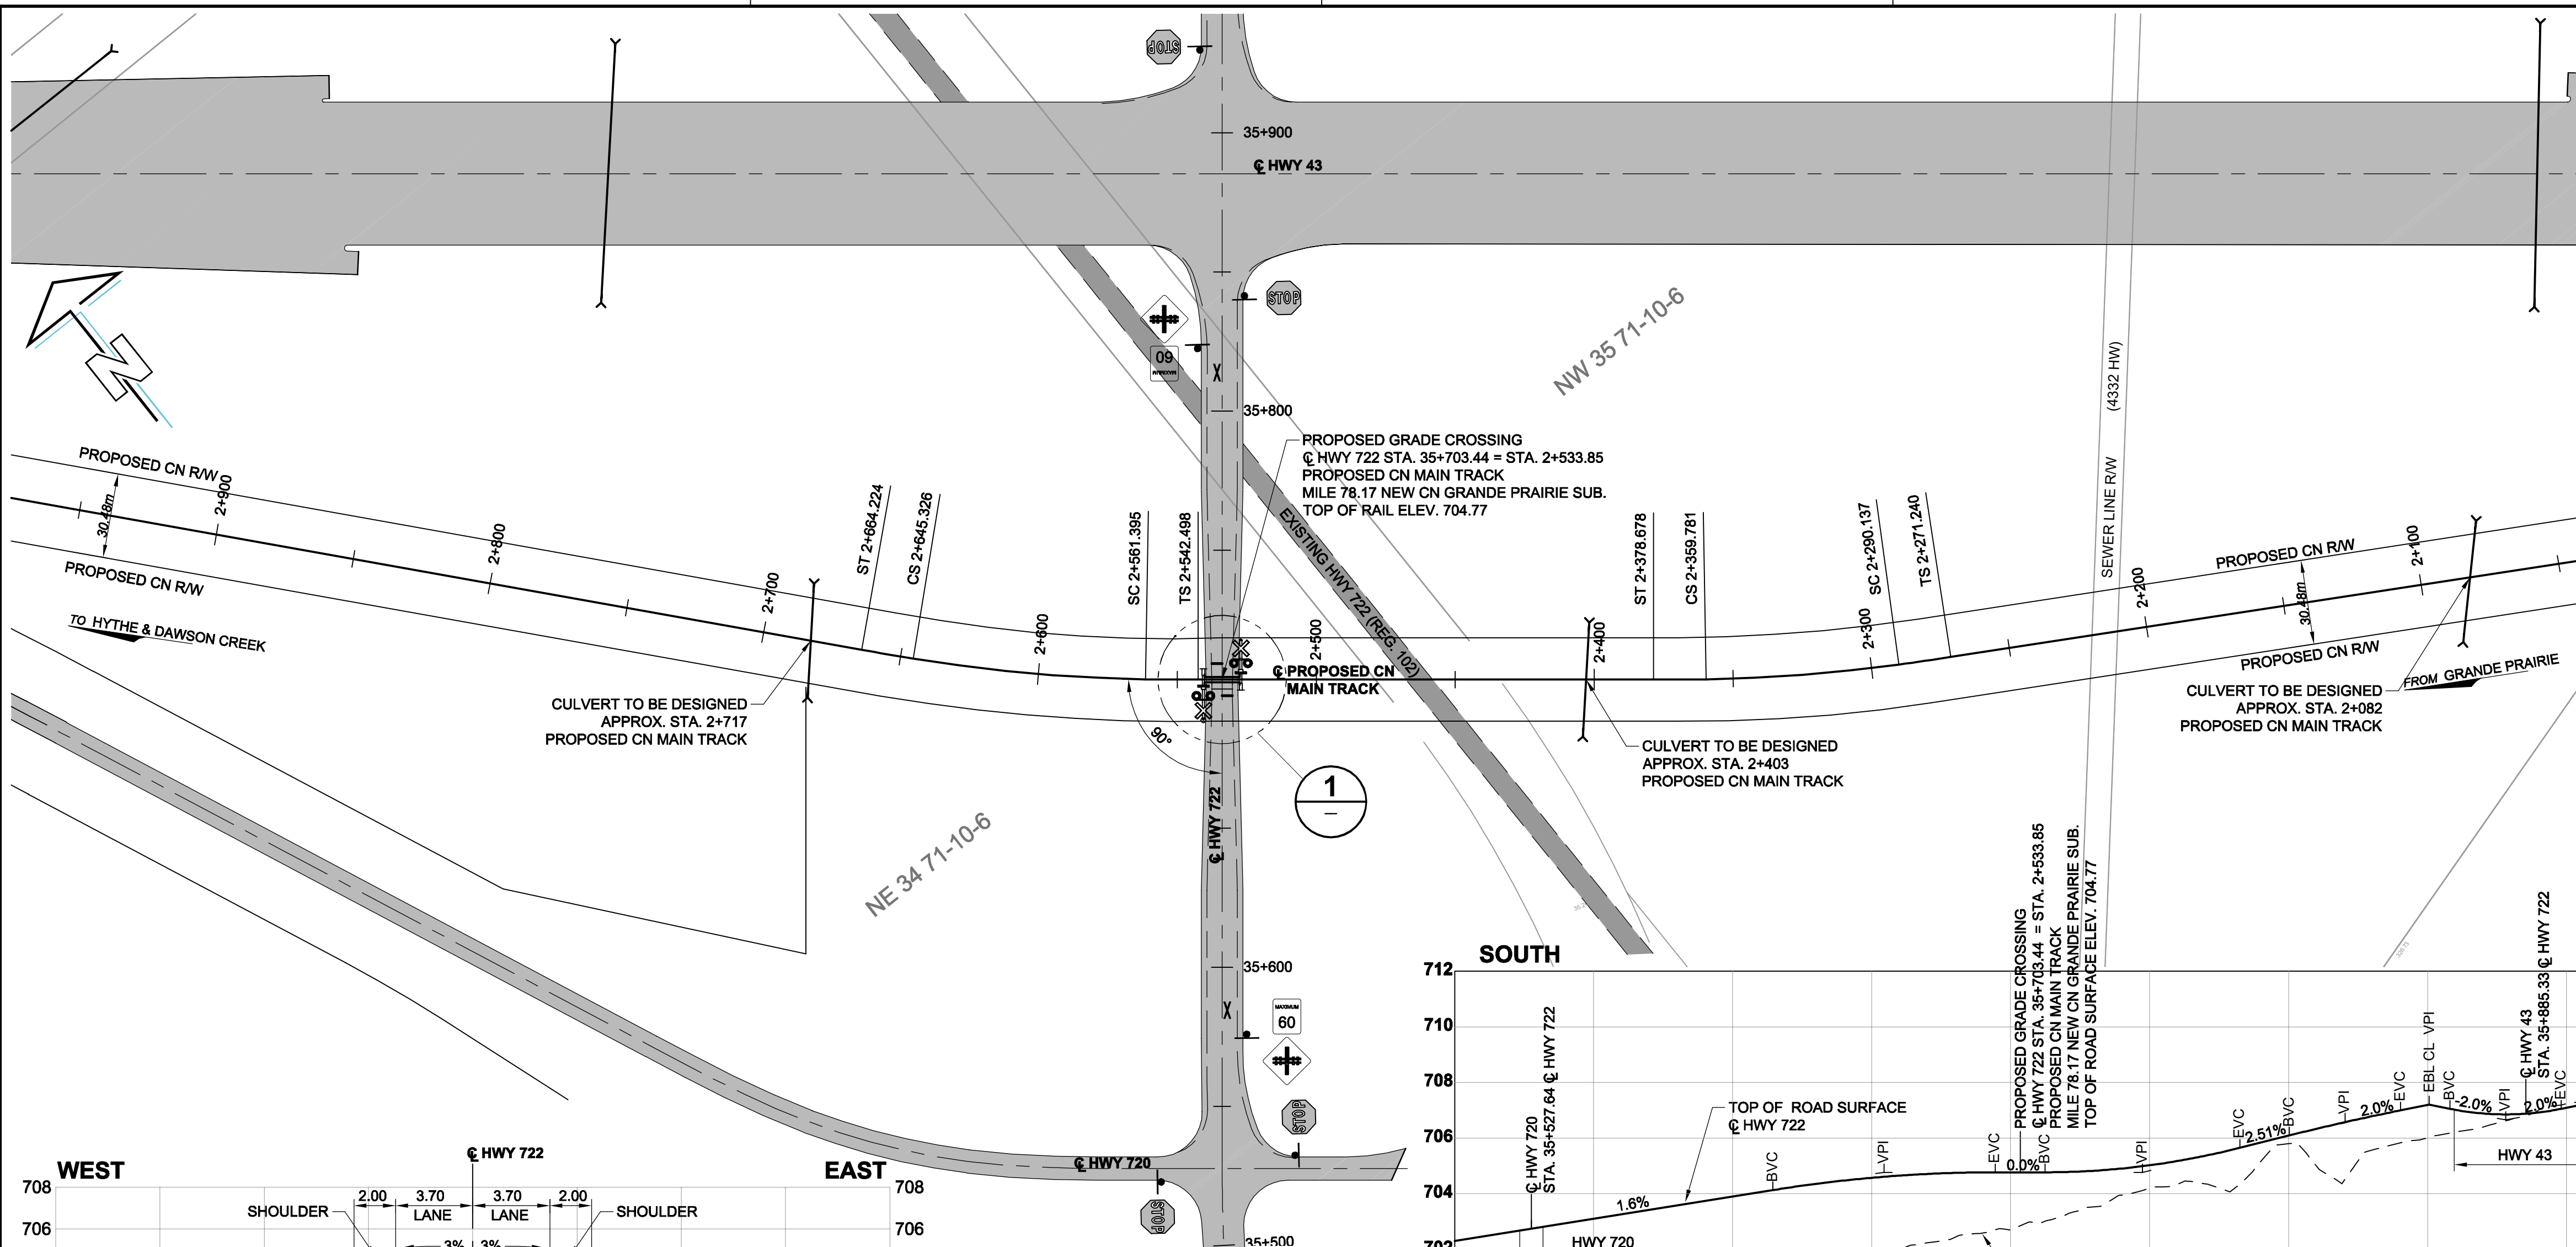 STOP
35+900
℄ HWY 43
STOP
60
MAXIMUM
NW 35 71-10-6
SEWER LINE R/W (4332 HW)
35+800
PROPOSED GRADE CROSSING
℄ HWY 722 STA. 35+703.44 = STA. 2+533.85
PROPOSED CN MAIN TRACK
MILE 78.17 NEW CN GRANDE PRAIRIE SUB.
TOP OF RAIL ELEV. 704.77
N
PROPOSED CN R/W
30.48m
2+900
2+800
2+700
ST 2+664.224
CS 2+645.326
2+600
SC 2+561.395
TS 2+542.498
2+500
EXISTING HWY 722 (REG. 102)
2+400
ST 2+378.678
CS 2+359.781
2+300
SC 2+290.137
TS 2+271.240
2+200
PROPOSED CN R/W
30.48m
2+100
PROPOSED CN R/W
TO HYTHE & DAWSON CREEK
℄ PROPOSED CN
MAIN TRACK
PROPOSED CN R/W
FROM GRANDE PRAIRIE
CULVERT TO BE DESIGNED
APPROX. STA. 2+717
PROPOSED CN MAIN TRACK
90°
CULVERT TO BE DESIGNED
APPROX. STA. 2+403
PROPOSED CN MAIN TRACK
CULVERT TO BE DESIGNED
APPROX. STA. 2+082
PROPOSED CN MAIN TRACK
1
–
℄ HWY 722
NE 34 71-10-6
35+600
MAXIMUM
60
STOP
℄ HWY 720
STOP
35+500
WEST
℄ HWY 722
EAST
708
708
2.00
3.70
3.70
2.00
SHOULDER
LANE
LANE
SHOULDER
706
706
3%
3%
SOUTH
712
710
708
706
704
702
℄ HWY 720
STA. 35+527.64 ℄ HWY 722
HWY 720
1.6%
TOP OF ROAD SURFACE
℄ HWY 722
BVC
VPI
EVC
0.0%
PROPOSED GRADE CROSSING
℄ HWY 722 STA. 35+703.44 = STA. 2+533.85
PROPOSED CN MAIN TRACK
MILE 78.17 NEW CN GRANDE PRAIRIE SUB.
TOP OF ROAD SURFACE ELEV. 704.77
BVC
VPI
EVC
2.51%
BVC
VPI
2.0%
EVC
EBL CL VPI
BVC
-2.0%
VPI
2.0%
℄ HWY 43
STA. 35+885.33 ℄ HWY 722
EVC
HWY 43